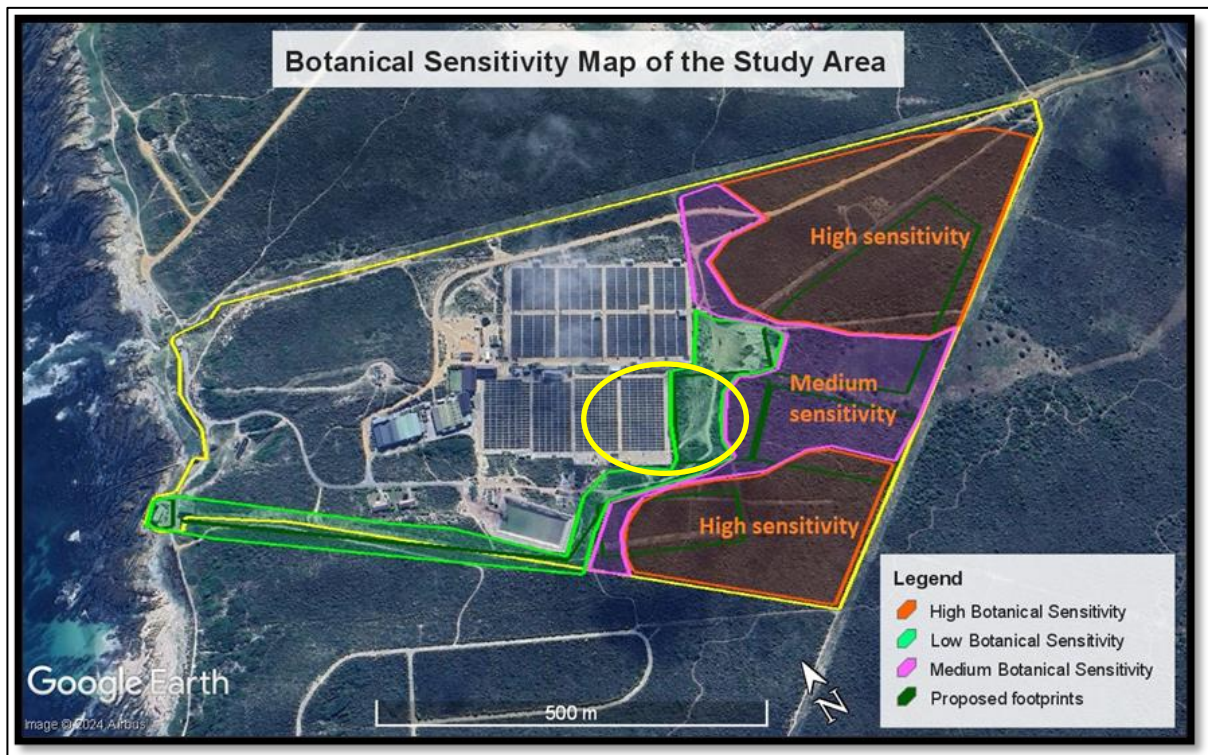 Botanical Sensitivity Map of the Study Area
High sensitivity
Medium
sensitivity
High sensitivity
Legend
High Botanical Sensitivity
Low Botanical Sensitivity
Medium Botanical Sensitivity
Proposed footprints
Google Earth
Image © 2024 Airbus
500 m
N